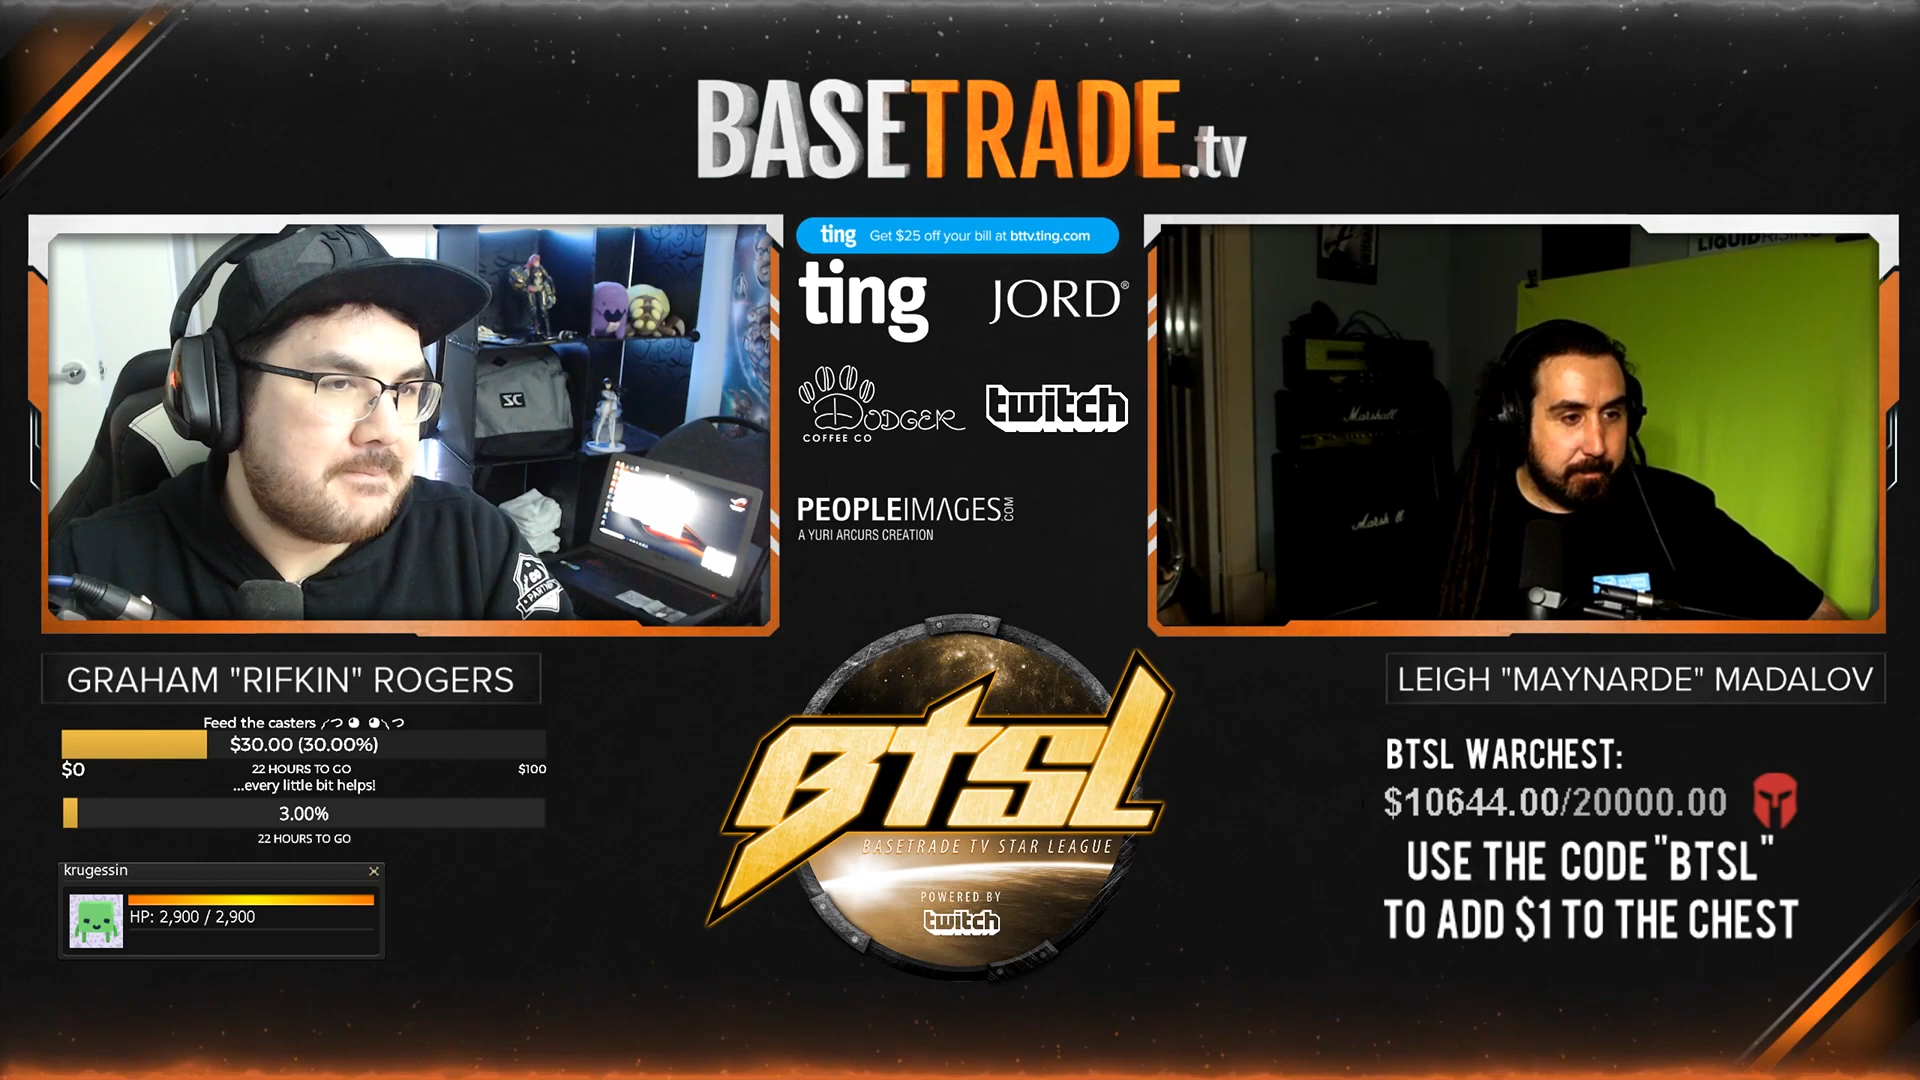 BASETRADE.tv
ting Get $25 off your bill at bttv.ting.com
ting
JORD®
DODGER
COFFEE CO
twitch
PEOPLEIMAGES.COM
A YURI ARCURS CREATION
SC
PARTNER
LIQUIDRISING
Marshall
GRAHAM "RIFKIN" ROGERS
LEIGH "MAYNARDE" MADALOV
Feed the casters
$30.00 (30.00%)
$0 22 HOURS TO GO $100
...every little bit helps!
3.00%
22 HOURS TO GO
krugessin
HP: 2,900 / 2,900
BTSL
BASETRADE TV STAR LEAGUE
POWERED BY
twitch
BTSL WARCHEST:
$10644.00/20000.00
USE THE CODE "BTSL"
TO ADD $1 TO THE CHEST